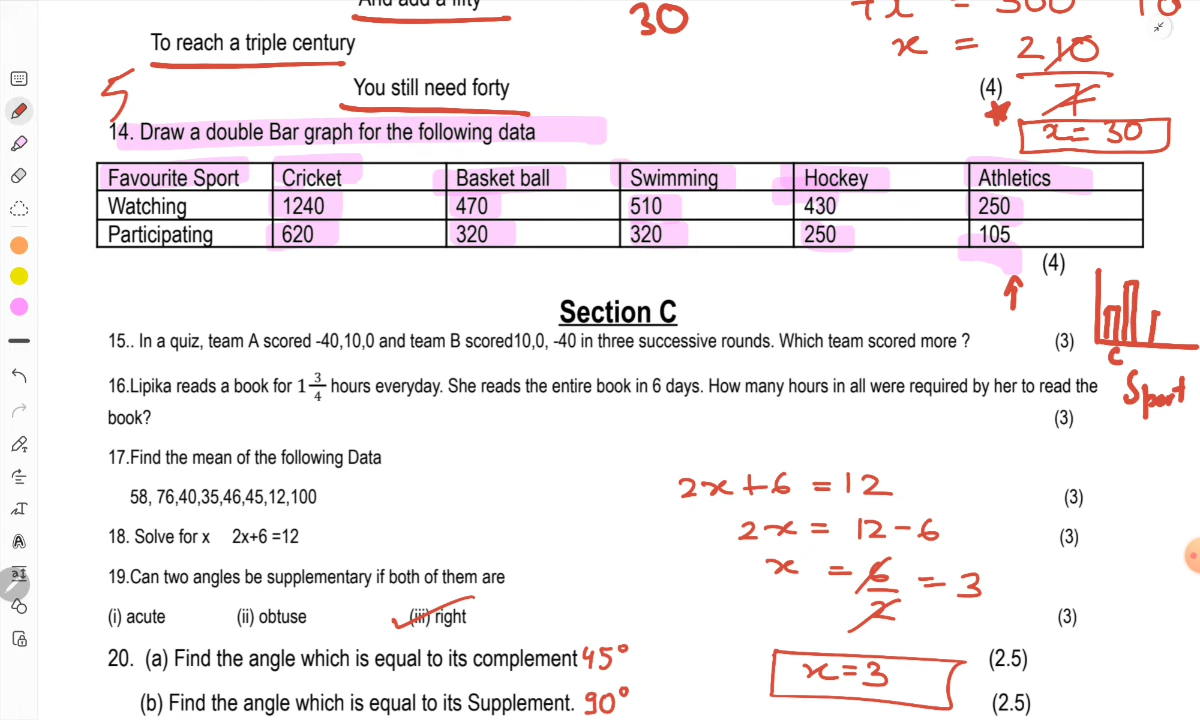 And add a fifty
30
7x = 300 
To reach a triple century
x = 210
You still need forty
(4)
7
5
x = 30
14. Draw a double Bar graph for the following data
Favourite Sport Cricket Basket ball Swimming Hockey Athletics
Watching 1240 470 510 430 250
Participating 620 320 320 250 105
(4)
Section C
15.. In a quiz, team A scored -40,10,0 and team B scored10,0, -40 in three successive rounds. Which team scored more ? (3)
C
Sport
16.Lipika reads a book for 1 3/4 hours everyday. She reads the entire book in 6 days. How many hours in all were required by her to read the
book? (3)
17.Find the mean of the following Data
58, 76,40,35,46,45,12,100 (3)
2x+6 = 12
18. Solve for x 2x+6 =12 (3)
2x = 12-6
x = 6/2 = 3
19.Can two angles be supplementary if both of them are
(i) acute (ii) obtuse (iii) right (3)
20. (a) Find the angle which is equal to its complement 45° (2.5)
x=3
(b) Find the angle which is equal to its Supplement. 90° (2.5)